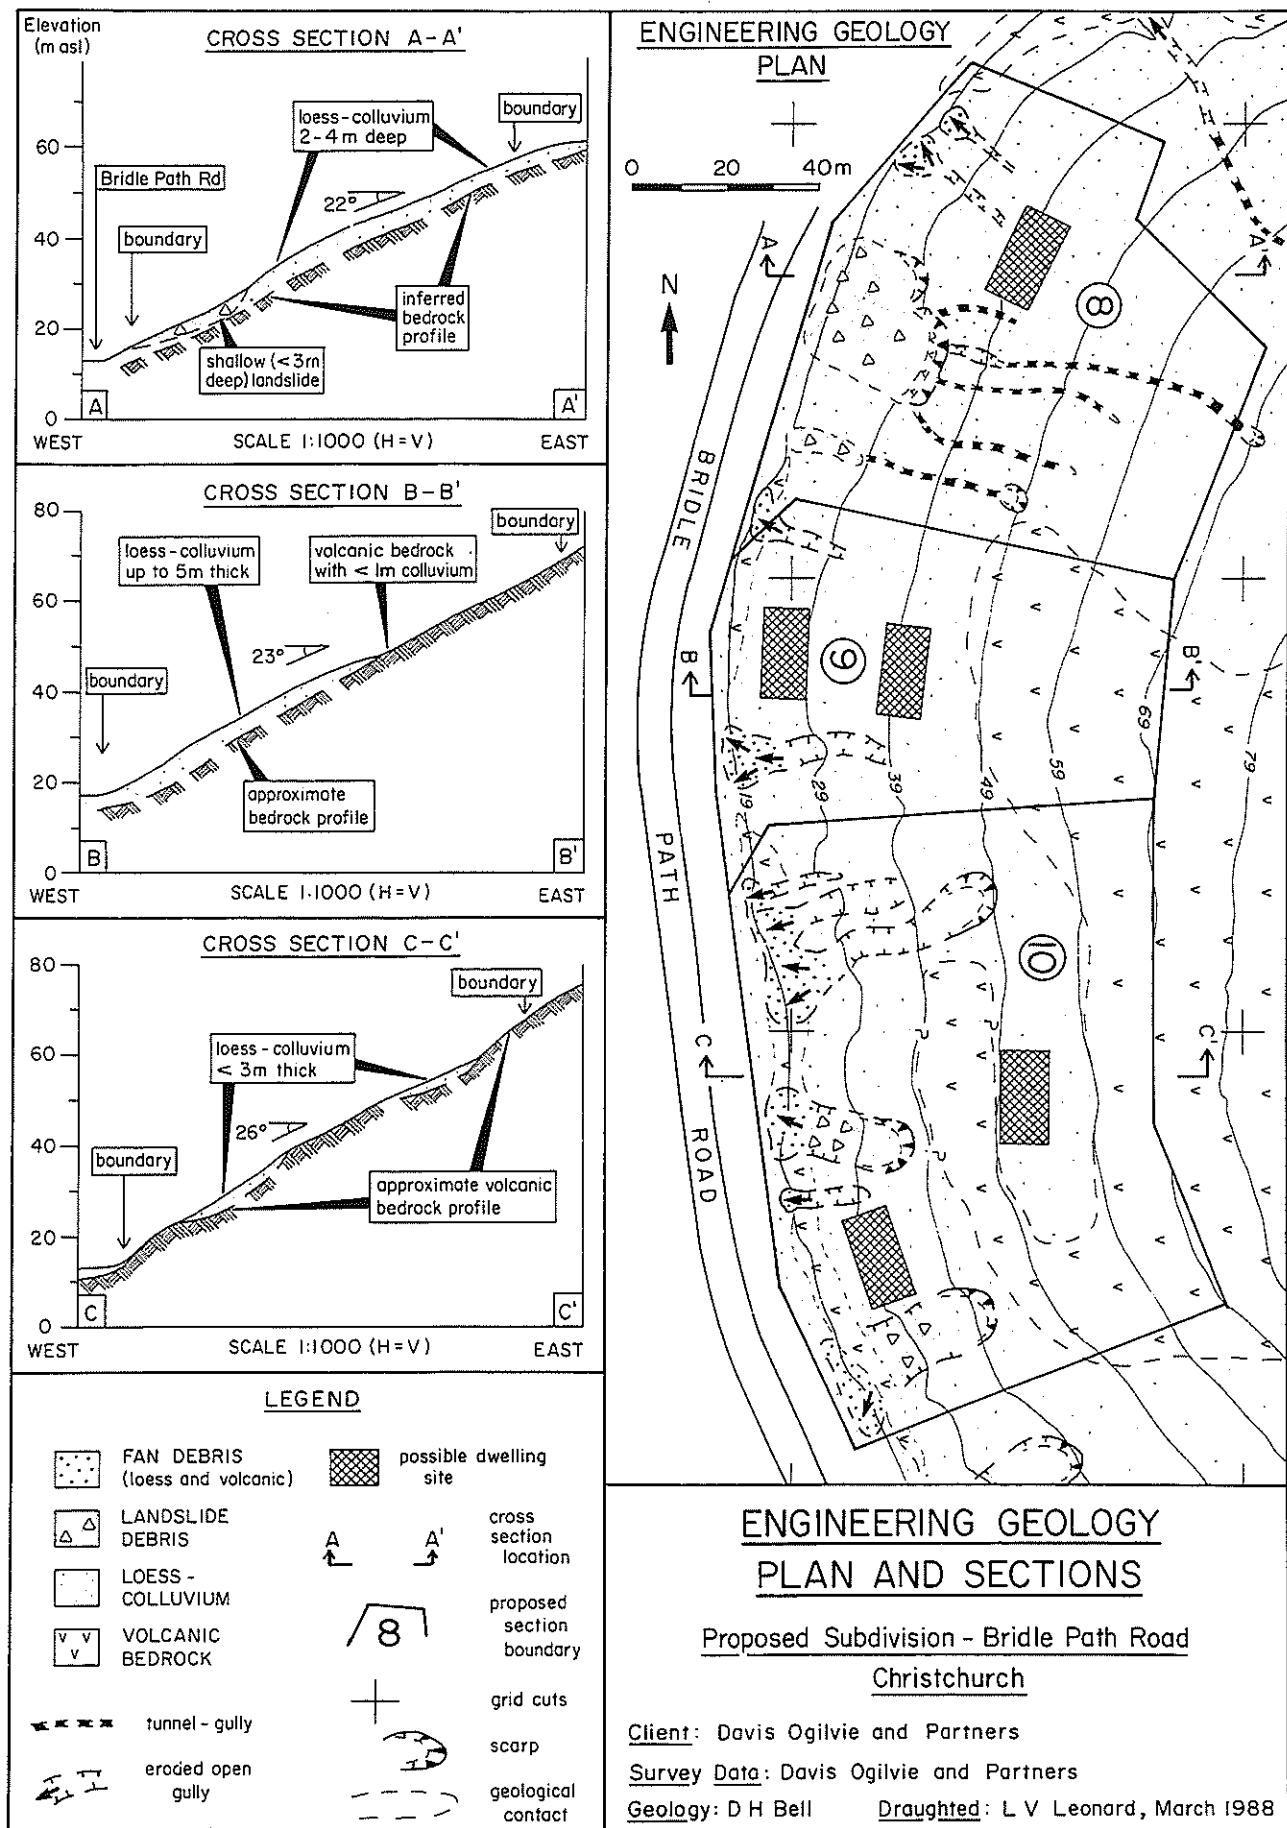 Elevation
(m asl)
CROSS SECTION A-A'
loess-colluvium
2-4m deep
boundary
60
Bridle Path Rd
22°
boundary
40
inferred
bedrock
profile
20
shallow (<3m
deep) landslide
0
A
A'
WEST
SCALE 1:1000 (H=V)
EAST
CROSS SECTION B-B'
80
boundary
loess-colluvium
up to 5m thick
volcanic bedrock
with < 1m colluvium
60
23°
boundary
40
20
approximate
bedrock profile
0
B
B'
WEST
SCALE 1:1000 (H=V)
EAST
CROSS SECTION C-C'
80
boundary
loess-colluvium
< 3m thick
60
26°
40
boundary
approximate volcanic
bedrock profile
20
0
C
C'
WEST
SCALE 1:1000 (H=V)
EAST
LEGEND
FAN DEBRIS
(loess and volcanic)
possible dwelling
site
LANDSLIDE
DEBRIS
A
A'
cross
section
location
LOESS-
COLLUVIUM
8
proposed
section
boundary
VOLCANIC
BEDROCK
grid cuts
tunnel-gully
scarp
eroded open
gully
geological
contact
ENGINEERING GEOLOGY
PLAN
0 20 40m
N
A
A'
8
BRIDLE PATH ROAD
B
B'
9
19
29
39
49
59
69
79
10
C
C'
?
?
?
?
ENGINEERING GEOLOGY
PLAN AND SECTIONS
Proposed Subdivision - Bridle Path Road
Christchurch
Client: Davis Ogilvie and Partners
Survey Data: Davis Ogilvie and Partners
Geology: D H Bell
Draughted: L V Leonard, March 1988